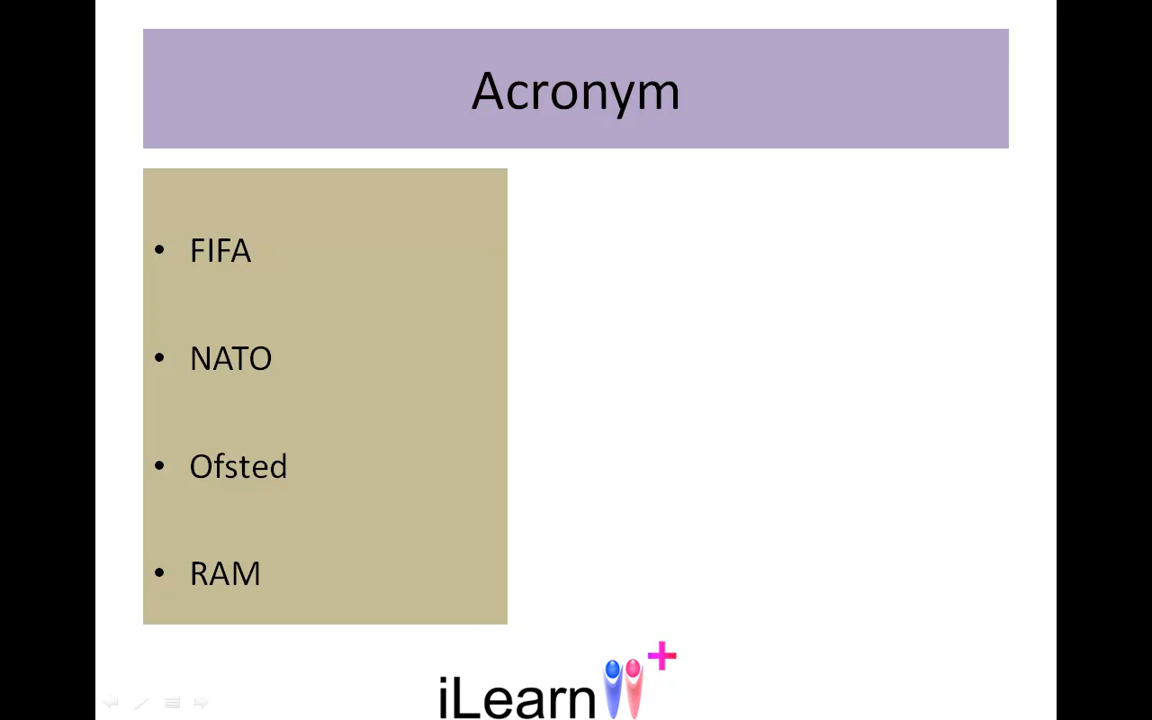 Acronym
• FIFA
• NATO
• Ofsted
• RAM
iLearn